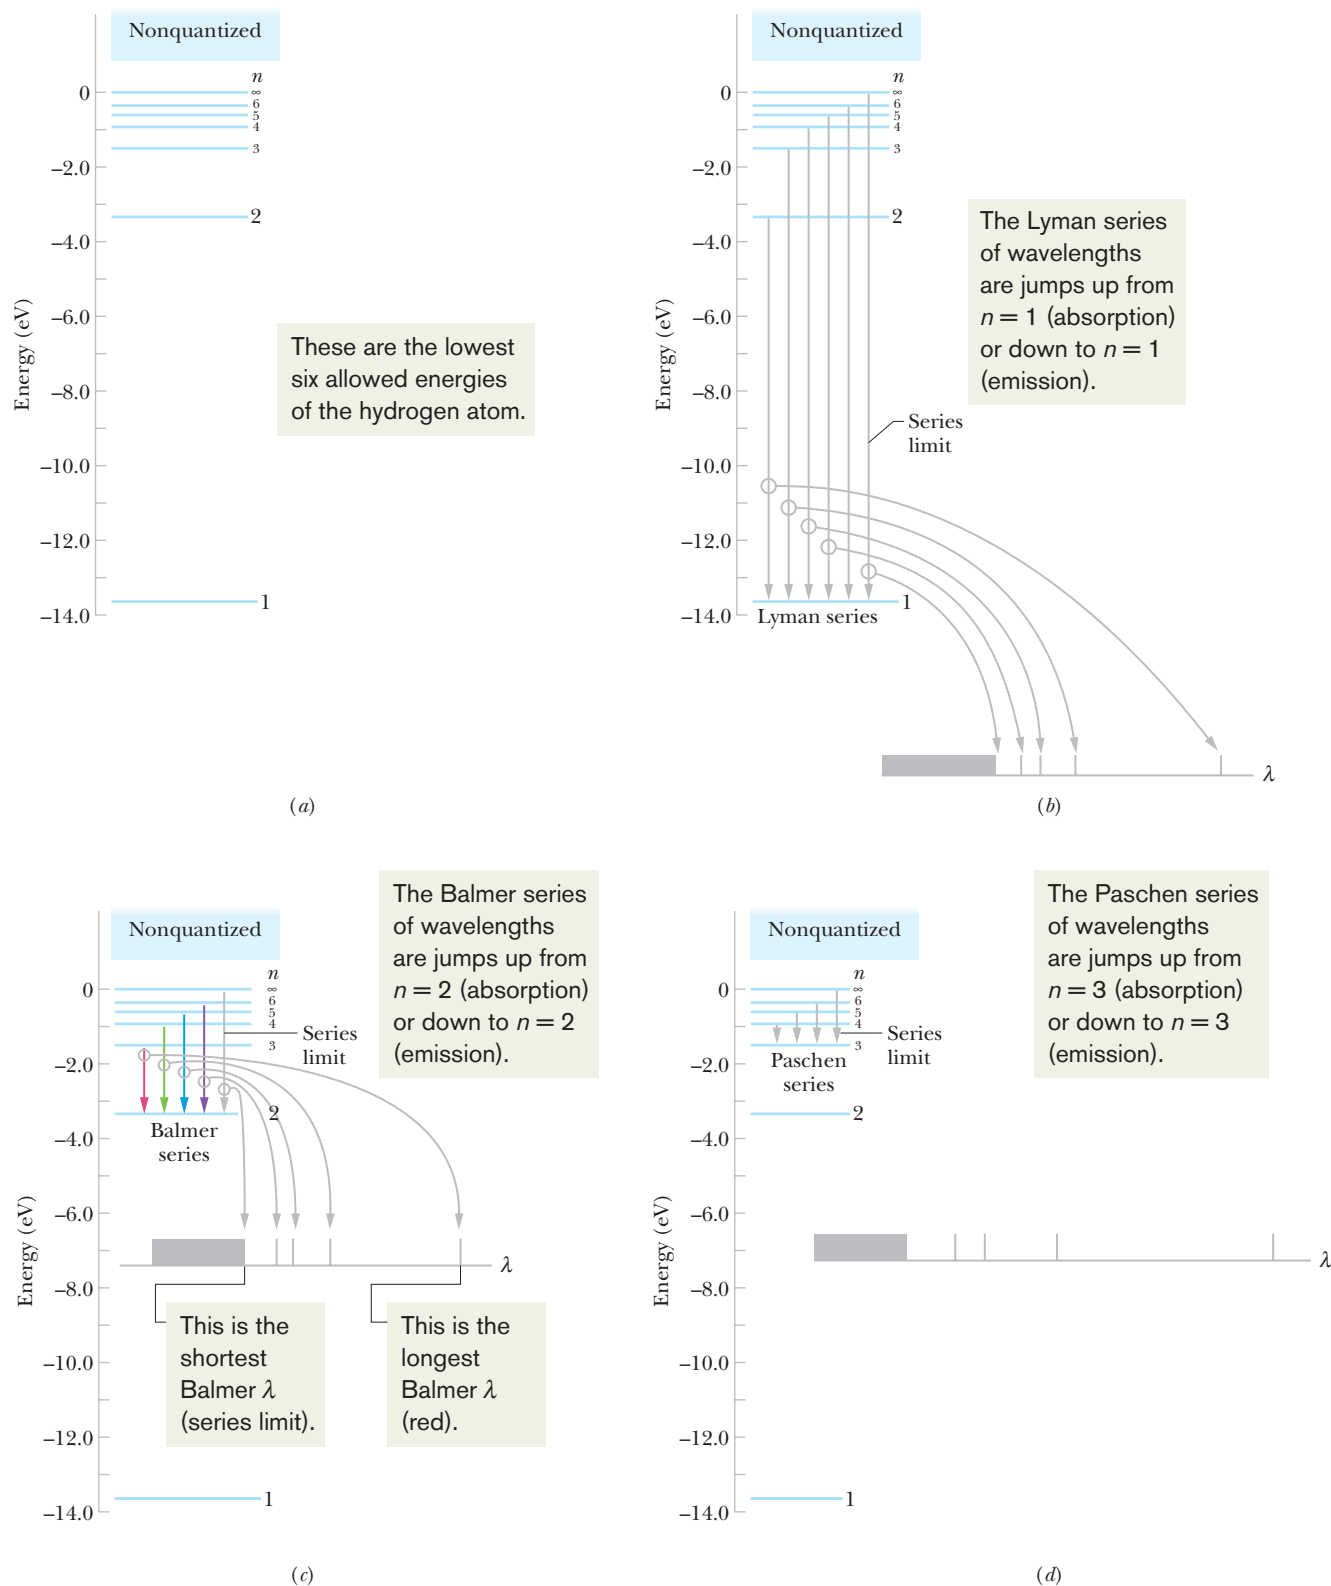 Nonquantized
n
0
∞
6
5
4
3
–2.0
2
–4.0
–6.0
–8.0
–10.0
–12.0
1
–14.0
Energy (eV)
These are the lowest
six allowed energies
of the hydrogen atom.
(a)
Nonquantized
n
0
∞
6
5
4
3
–2.0
2
–4.0
–6.0
–8.0
–10.0
–12.0
1
–14.0
Energy (eV)
The Lyman series
of wavelengths
are jumps up from
n = 1 (absorption)
or down to n = 1
(emission).
Series
limit
Lyman series
λ
(b)
The Balmer series
of wavelengths
are jumps up from
n = 2 (absorption)
or down to n = 2
(emission).
Nonquantized
n
0
∞
6
5
4
3
Series
limit
–2.0
2
Balmer
series
–4.0
–6.0
–8.0
–10.0
–12.0
1
–14.0
Energy (eV)
λ
This is the
shortest
Balmer λ
(series limit).
This is the
longest
Balmer λ
(red).
(c)
The Paschen series
of wavelengths
are jumps up from
n = 3 (absorption)
or down to n = 3
(emission).
Nonquantized
n
0
∞
6
5
4
3
Series
limit
Paschen
series
–2.0
2
–4.0
–6.0
–8.0
–10.0
–12.0
1
–14.0
Energy (eV)
λ
(d)